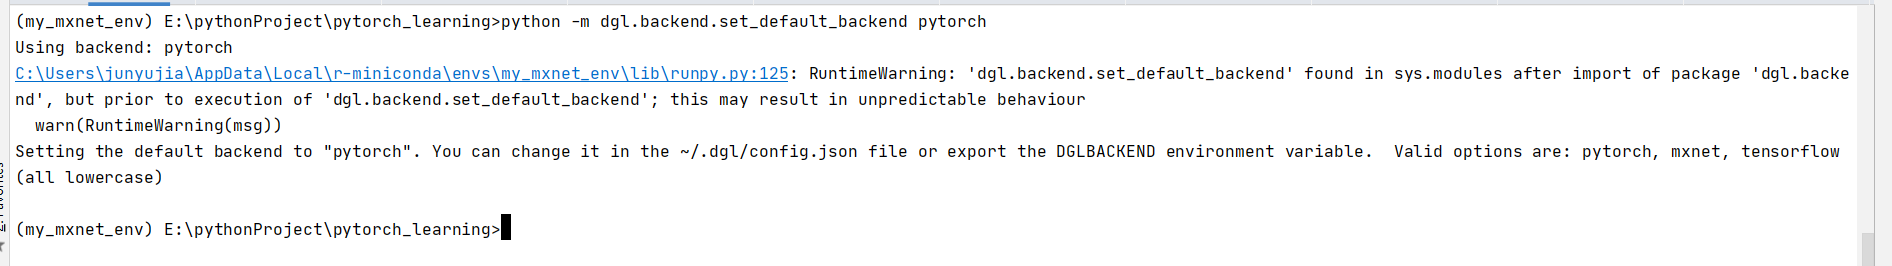 (my_mxnet_env) E:\pythonProject\pytorch_learning>python -m dgl.backend.set_default_backend pytorch
Using backend: pytorch
C:\Users\junyujia\AppData\Local\r-miniconda\envs\my_mxnet_env\lib\runpy.py:125: RuntimeWarning: 'dgl.backend.set_default_backend' found in sys.modules after import of package 'dgl.backe
nd', but prior to execution of 'dgl.backend.set_default_backend'; this may result in unpredictable behaviour
  warn(RuntimeWarning(msg))
Setting the default backend to "pytorch". You can change it in the ~/.dgl/config.json file or export the DGLBACKEND environment variable.  Valid options are: pytorch, mxnet, tensorflow
(all lowercase)
(my_mxnet_env) E:\pythonProject\pytorch_learning>